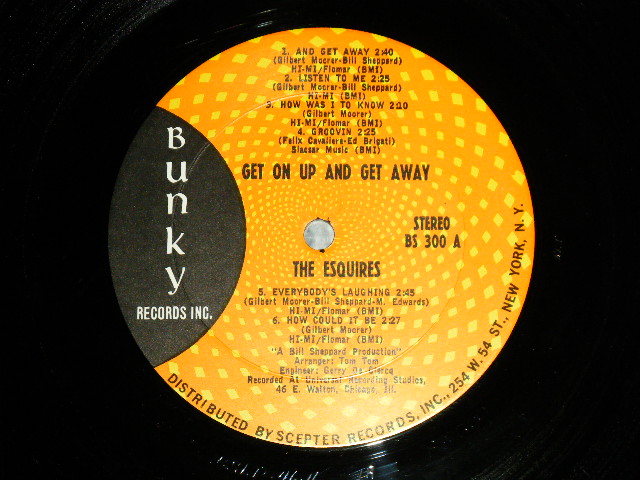 1. AND GET AWAY 2:40
(Gilbert Moorer-Bill Sheppard)
HI-MI/Flomar (BMI)
2. LISTEN TO ME 2:25
(Gilbert Moorer-Bill Sheppard)
HI-MI (BMI)
3. HOW WAS I TO KNOW 2:10
(Gilbert Moorer)
HI-MI/Flomar (BMI)
4. GROOVIN 2:25
(Felix Cavaliere-Ed Brigati)
Slacsar Music (BMI)
Bunky
RECORDS INC.
GET ON UP AND GET AWAY
STEREO
BS 300 A
THE ESQUIRES
5. EVERYBODY'S LAUGHING 2:45
(Gilbert Moorer-Bill Sheppard-M. Edwards)
HI-MI/Flomar (BMI)
6. HOW COULD IT BE 2:27
(Gilbert Moorer)
HI-MI/Flomar (BMI)
"A Bill Sheppard Production"
Arranger: Tom Tom
Engineer: Gerry De Clercq
Recorded At Universal Recording Studios,
46 E. Walton, Chicago, Ill.
DISTRIBUTED BY SCEPTER RECORDS, INC., 254 W. 54 ST., NEW YORK, N.Y.